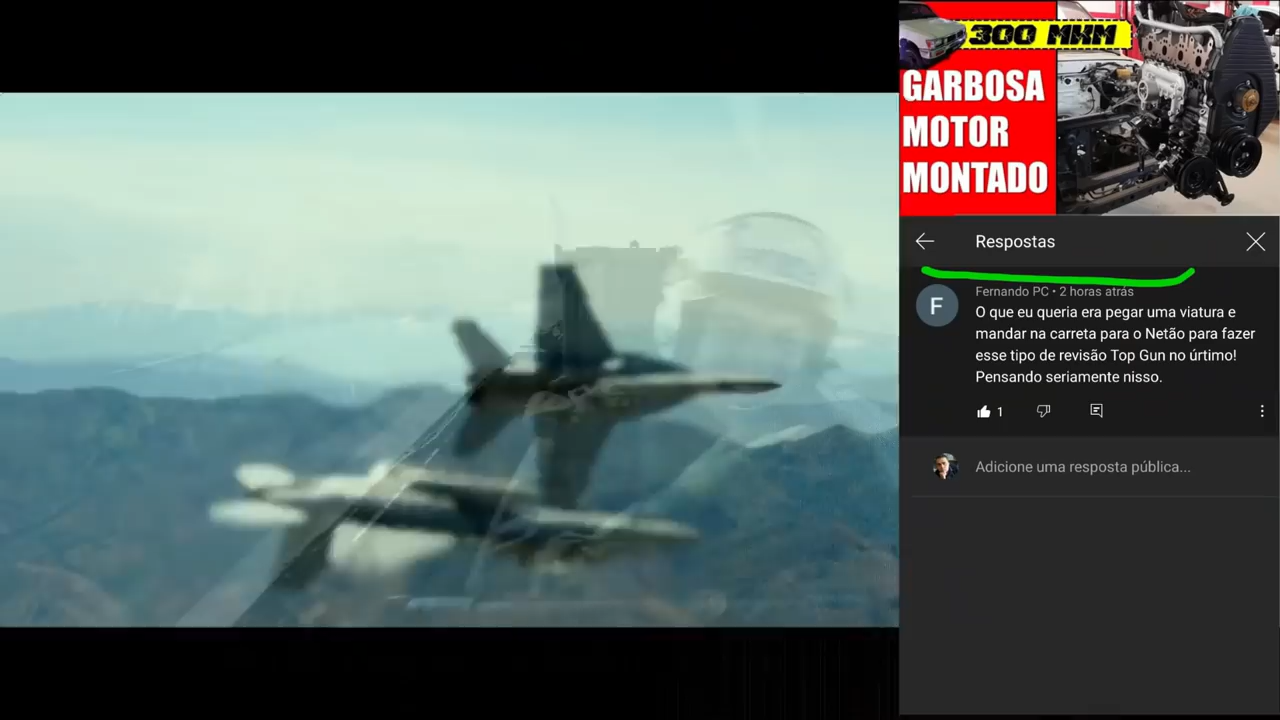 300 MKM
GARBOSA
MOTOR
MONTADO
Respostas
Fernando PC • 2 horas atrás
F
O que eu queria era pegar uma viatura e
mandar na carreta para o Netão para fazer
esse tipo de revisão Top Gun no úrtimo!
Pensando seriamente nisso.
1
Adicione uma resposta pública...